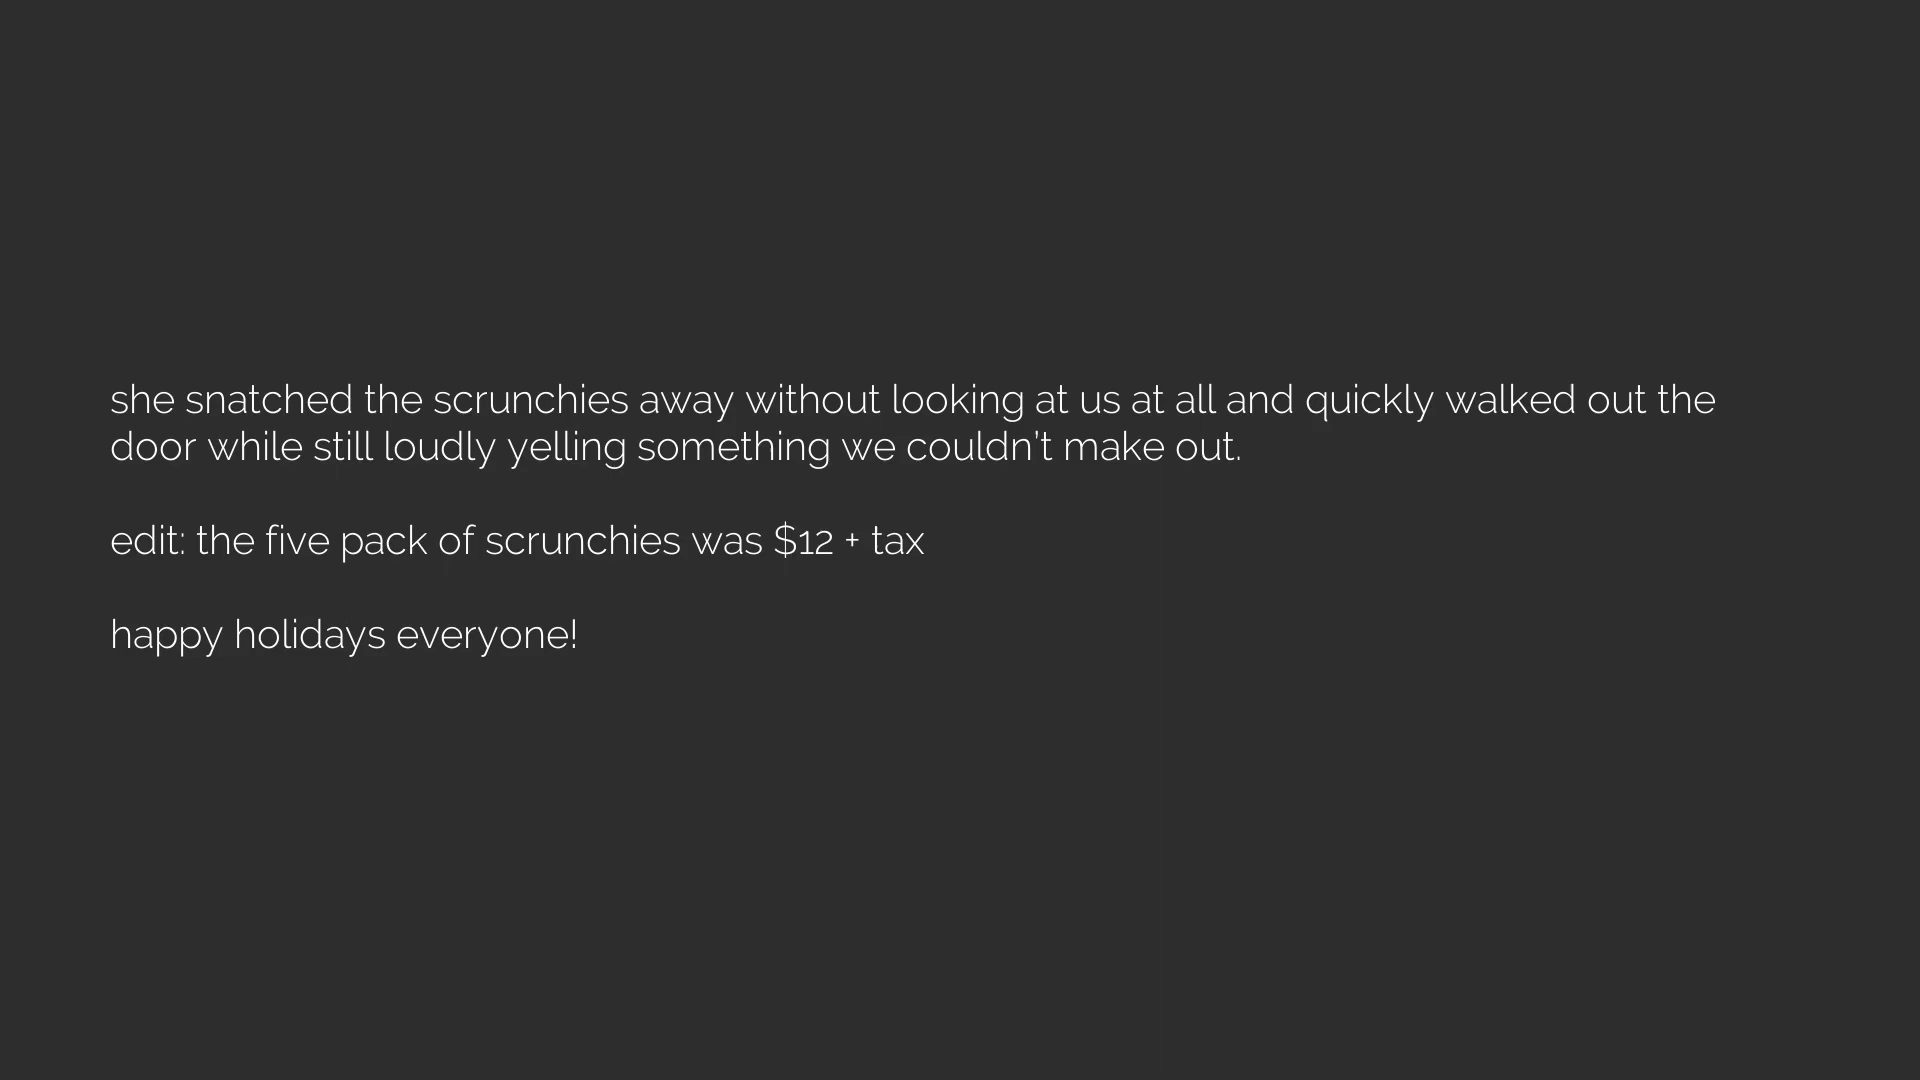 she snatched the scrunchies away without looking at us at all and quickly walked out the
door while still loudly yelling something we couldn't make out.
edit: the five pack of scrunchies was $12 + tax
happy holidays everyone!